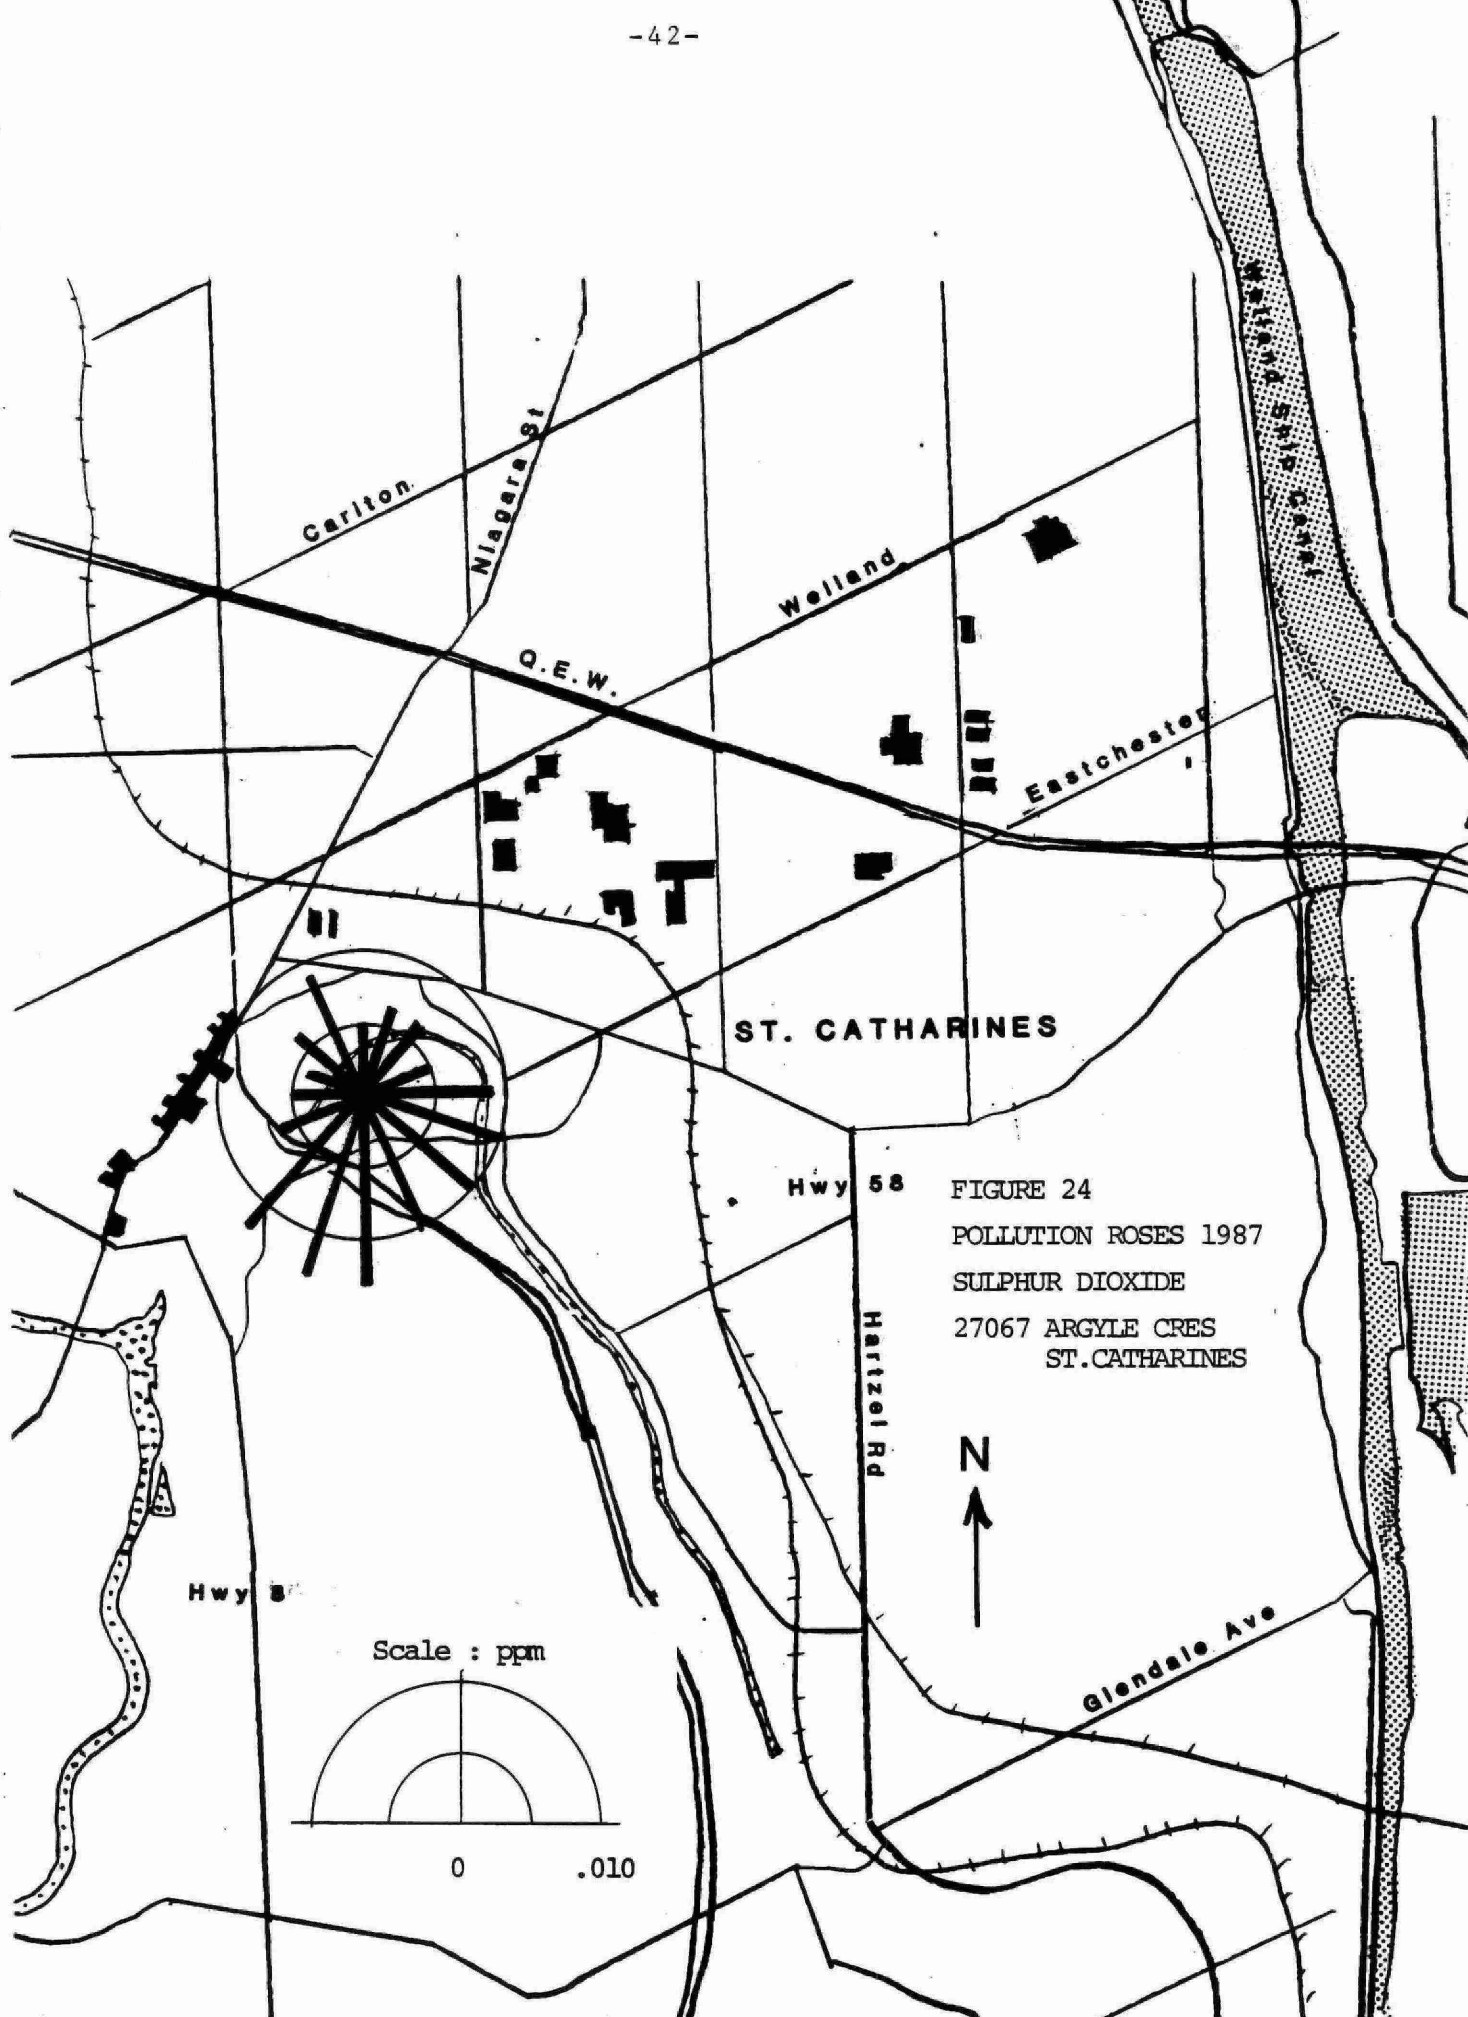 -42-
Welland Ship Canal
Niagara St
Carlton
Welland
Q.E.W.
Eastchester
ST. CATHARINES
Hwy 58
FIGURE 24
POLLUTION ROSES 1987
SULPHUR DIOXIDE
27067 ARGYLE CRES
ST.CATHARINES
Hartzel Rd
N
Hwy 8
Scale : ppm
Glendale Ave
0 .010